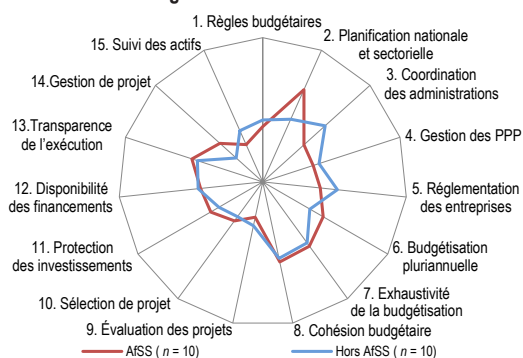 1. Règles budgétaires
2. Planification nationale
et sectorielle
3. Coordination
des administrations
4. Gestion des PPP
5. Réglementation
des entreprises
6. Budgétisation
pluriannuelle
7. Exhaustivité
de la budgétisation
8. Cohésion budgétaire
9. Évaluation des projets
10. Sélection de projet
11. Protection
des investissements
12. Disponibilité
des financements
13.Transparence
de l'exécution
14.Gestion de projet
15. Suivi des actifs
AfSS ( n = 10)
Hors AfSS ( n = 10)